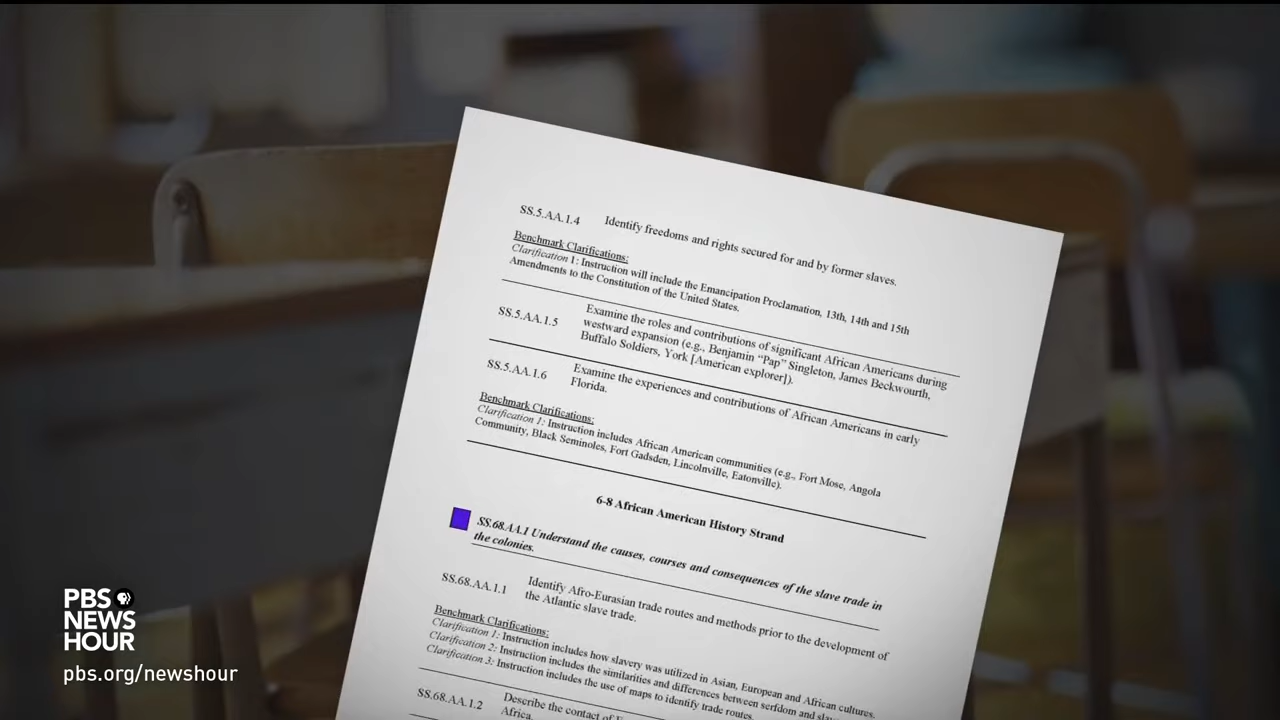 SS.5.AA.1.4 Identify freedoms and rights secured for and by former slaves.
Benchmark Clarifications:
Clarification 1: Instruction will include the Emancipation Proclamation, 13th, 14th and 15th
Amendments to the Constitution of the United States.
SS.5.AA.1.5 Examine the roles and contributions of significant African Americans during
westward expansion (e.g., Benjamin “Pap” Singleton, James Beckwourth,
Buffalo Soldiers, York [American explorer]).
SS.5.AA.1.6 Examine the experiences and contributions of African Americans in early
Florida.
Benchmark Clarifications:
Clarification 1: Instruction includes African American communities (e.g., Fort Mose, Angola
Community, Black Seminoles, Fort Gadsden, Lincolnville, Eatonville).
6-8 African American History Strand
SS.68.AA.1 Understand the causes, courses and consequences of the slave trade in
the colonies.
SS.68.AA.1.1 Identify Afro-Eurasian trade routes and methods prior to the development of
the Atlantic slave trade.
Benchmark Clarifications:
Clarification 1: Instruction includes how slavery was utilized in Asian, European and African cultures.
Clarification 2: Instruction includes the similarities and differences between serfdom and
Clarification 3: Instruction includes the use of maps to identify trade routes.
SS.68.AA.1.2 Describe the contact of
Africa.
PBS
NEWS
HOUR
pbs.org/newshour